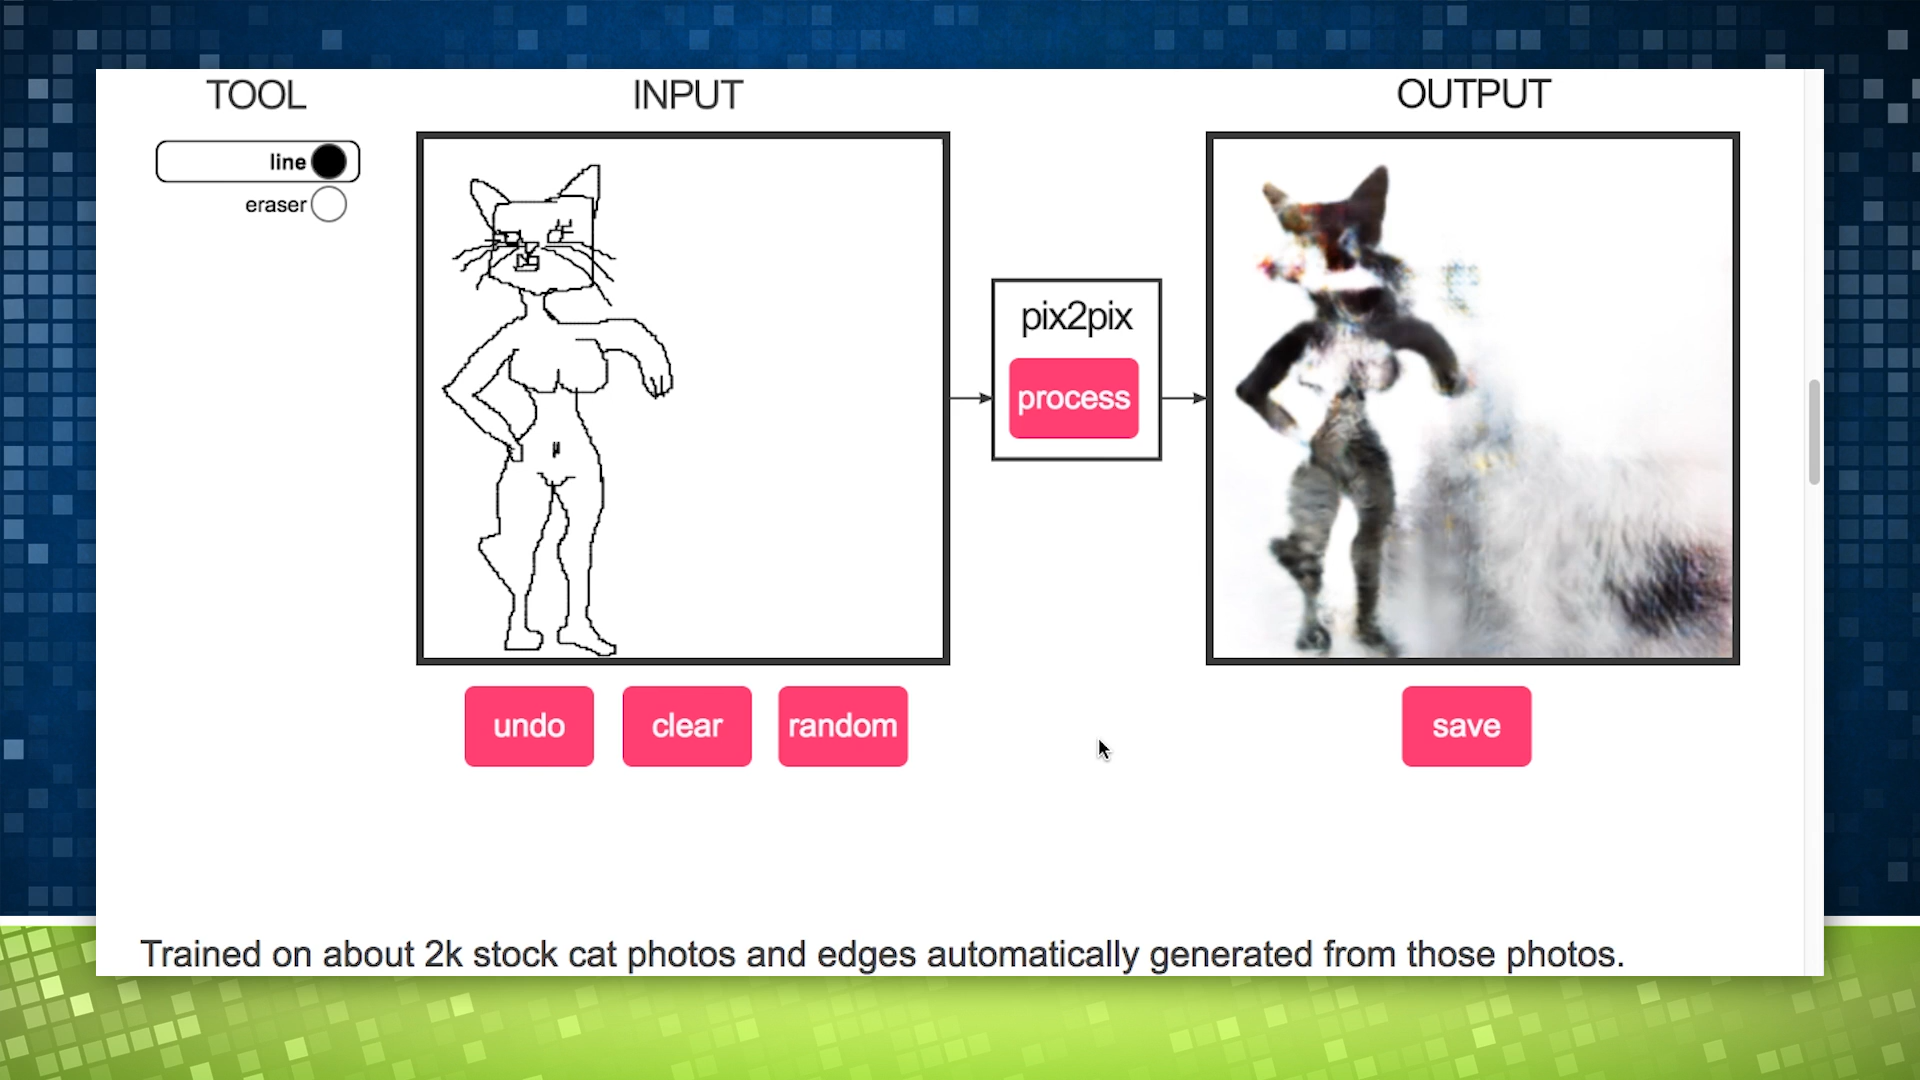 TOOL
INPUT
OUTPUT
line
eraser
pix2pix
process
undo
clear
random
save
Trained on about 2k stock cat photos and edges automatically generated from those photos.